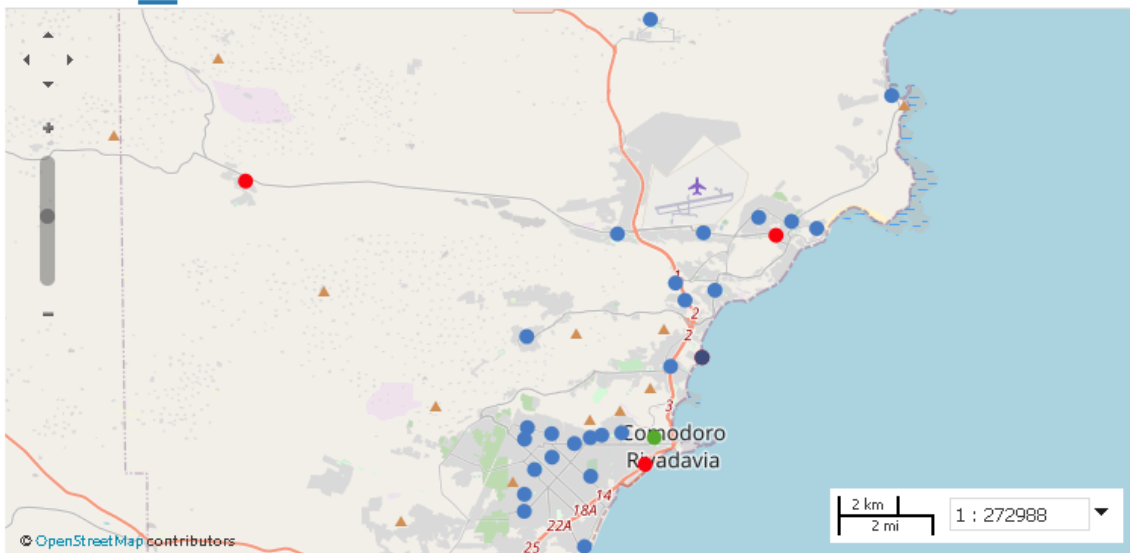 1
2
2
3
Comodoro
Rivadavia
14
18A
22A
25
2 km
2 mi
1 : 272988
© OpenStreetMap contributors